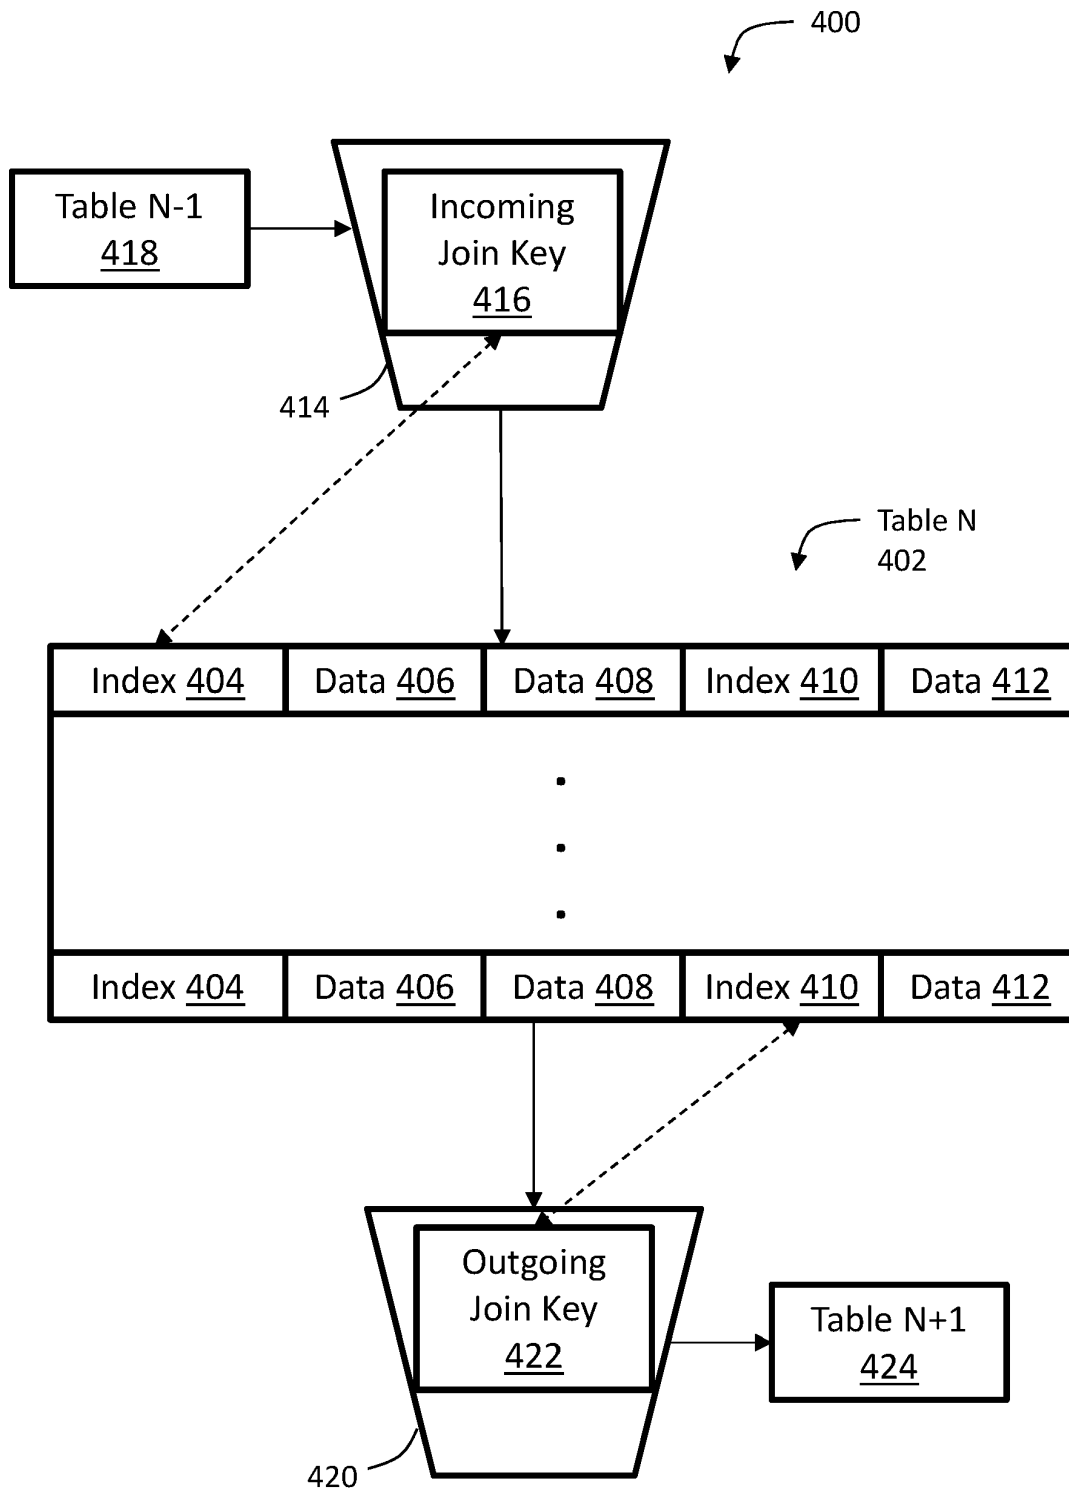 400
Table N-1
418
Incoming
Join Key
416
414
Table N
402
Index 404 Data 406 Data 408 Index 410 Data 412
Index 404 Data 406 Data 408 Index 410 Data 412
Outgoing
Join Key
422
Table N+1
424
420